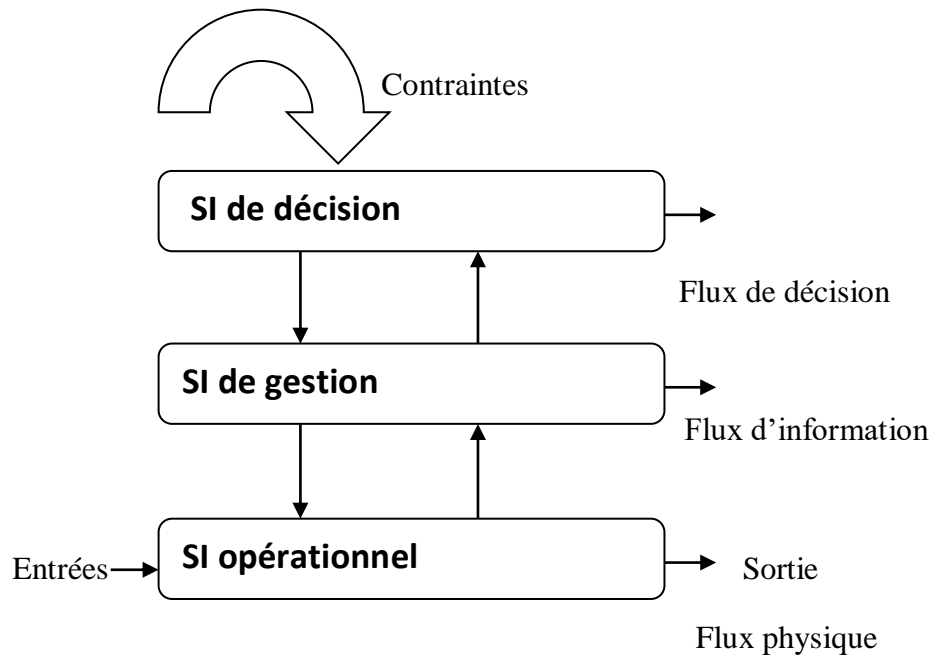 Contraintes
SI de décision
Flux de décision
SI de gestion
Flux d’information
SI opérationnel
Entrées
Sortie
Flux physique